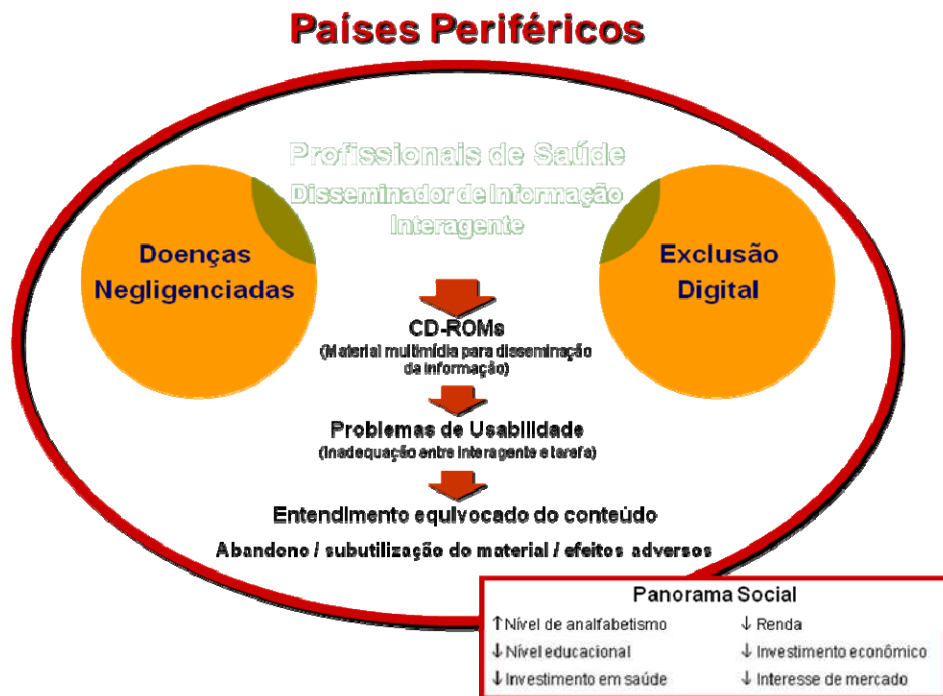 Países Periféricos
Profissionais de Saúde
Disseminador de Informação
Interagente
Doenças
Negligenciadas
Exclusão
Digital
CD-ROMs
(Material multimídia para disseminação
da informação)
Problemas de Usabilidade
(Inadequação entre interagente e tarefa)
Entendimento equivocado do conteúdo
Abandono / subutilização do material / efeitos adversos
Panorama Social
↑ Nível de analfabetismo
↓ Nível educacional
↓ Investimento em saúde
↓ Renda
↓ Investimento econômico
↓ Interesse de mercado